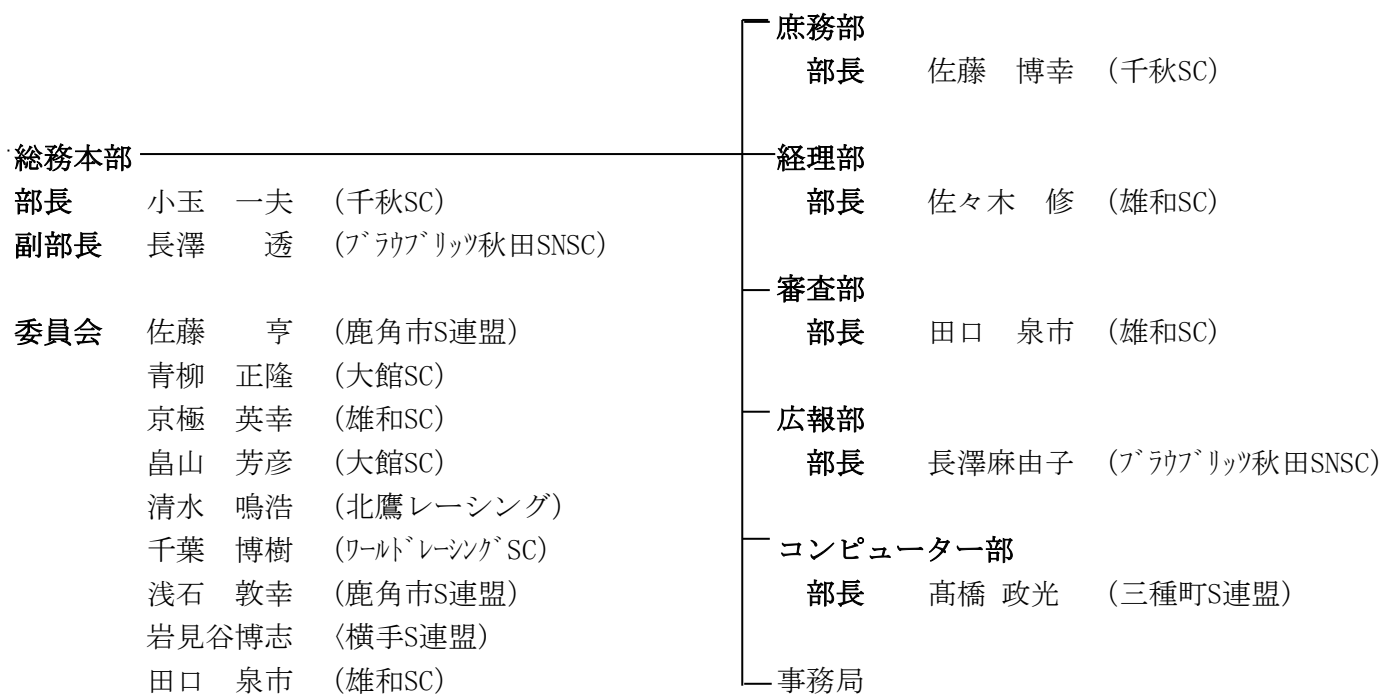 庶務部
部長 佐藤 博幸 (千秋SC)
総務本部
部長 小玉 一夫 (千秋SC)
副部長 長澤 透 (ﾌﾞﾗｳﾌﾞﾘｯﾂ秋田SNSC)
委員会 佐藤 亨 (鹿角市S連盟)
青柳 正隆 (大館SC)
京極 英幸 (雄和SC)
畠山 芳彦 (大館SC)
清水 鳴浩 (北鷹レーシング)
千葉 博樹 (ﾜｰﾙﾄﾞﾚｰｼﾝｸﾞSC)
浅石 敦幸 (鹿角市S連盟)
岩見谷博志 〈横手S連盟)
田口 泉市 (雄和SC)
経理部
部長 佐々木 修 (雄和SC)
審査部
部長 田口 泉市 (雄和SC)
広報部
部長 長澤麻由子 (ﾌﾞﾗｳﾌﾞﾘｯﾂ秋田SNSC)
コンピューター部
部長 髙橋 政光 (三種町S連盟)
事務局